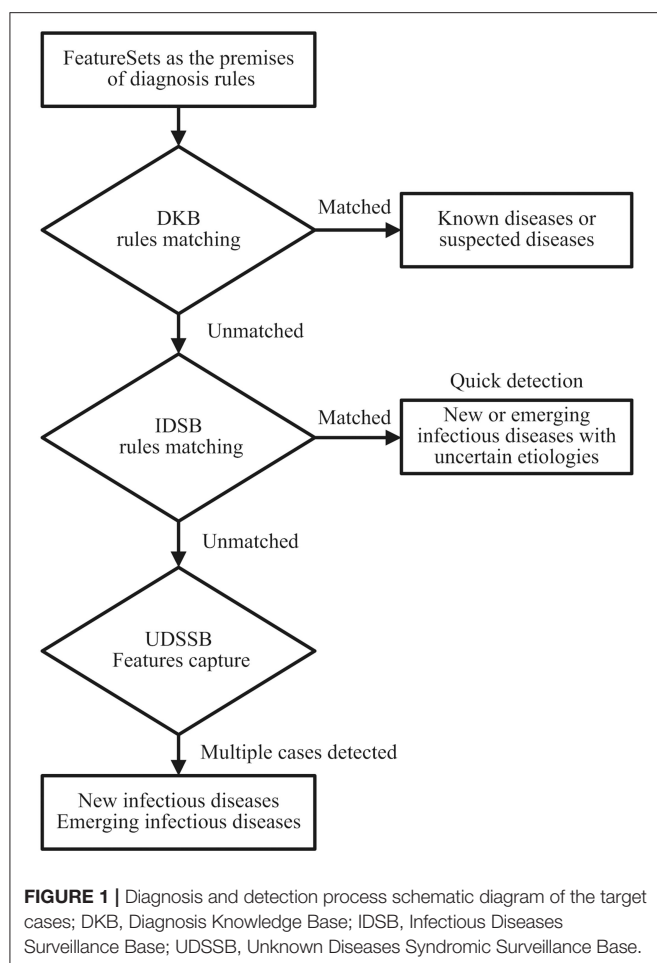 FeatureSets as the premises
of diagnosis rules
DKB
rules matching
Matched
Known diseases or
suspected diseases
Unmatched
IDSB
rules matching
Matched
Quick detection
New or emerging
infectious diseases with
uncertain etiologies
Unmatched
UDSSB
Features capture
Multiple cases detected
New infectious diseases
Emerging infectious diseases
FIGURE 1 | Diagnosis and detection process schematic diagram of the target
cases; DKB, Diagnosis Knowledge Base; IDSB, Infectious Diseases
Surveillance Base; UDSSB, Unknown Diseases Syndromic Surveillance Base.